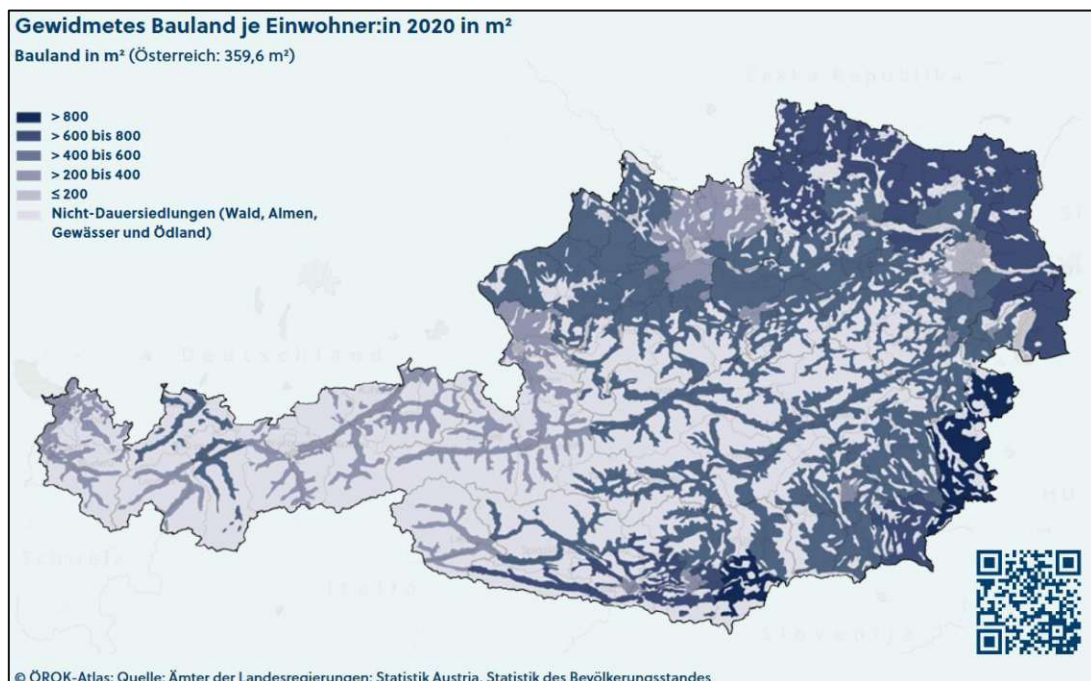 Gewidmetes Bauland je Einwohner:in 2020 in m²
Bauland in m² (Österreich: 359,6 m²)
> 800
> 600 bis 800
> 400 bis 600
> 200 bis 400
≤ 200
Nicht-Dauersiedlungen (Wald, Almen,
Gewässer und Ödland)
Česká Republika
Deutschland
Italia
Slovenija
© ÖROK-Atlas; Quelle: Ämter der Landesregierungen; Statistik Austria, Statistik des Bevölkerungsstandes